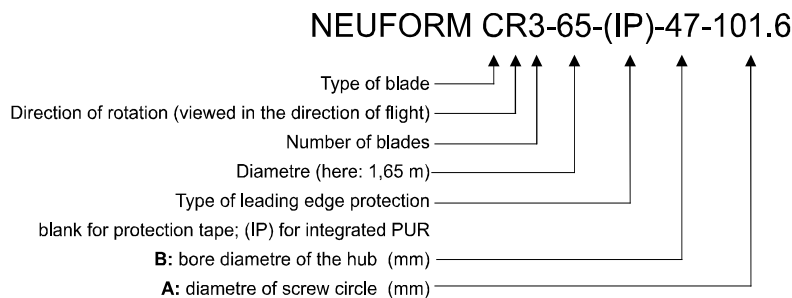 NEUFORM CR3-65-(IP)-47-101.6
Type of blade
Direction of rotation (viewed in the direction of flight)
Number of blades
Diametre (here: 1,65 m)
Type of leading edge protection
blank for protection tape; (IP) for integrated PUR
B: bore diametre of the hub (mm)
A: diametre of screw circle (mm)